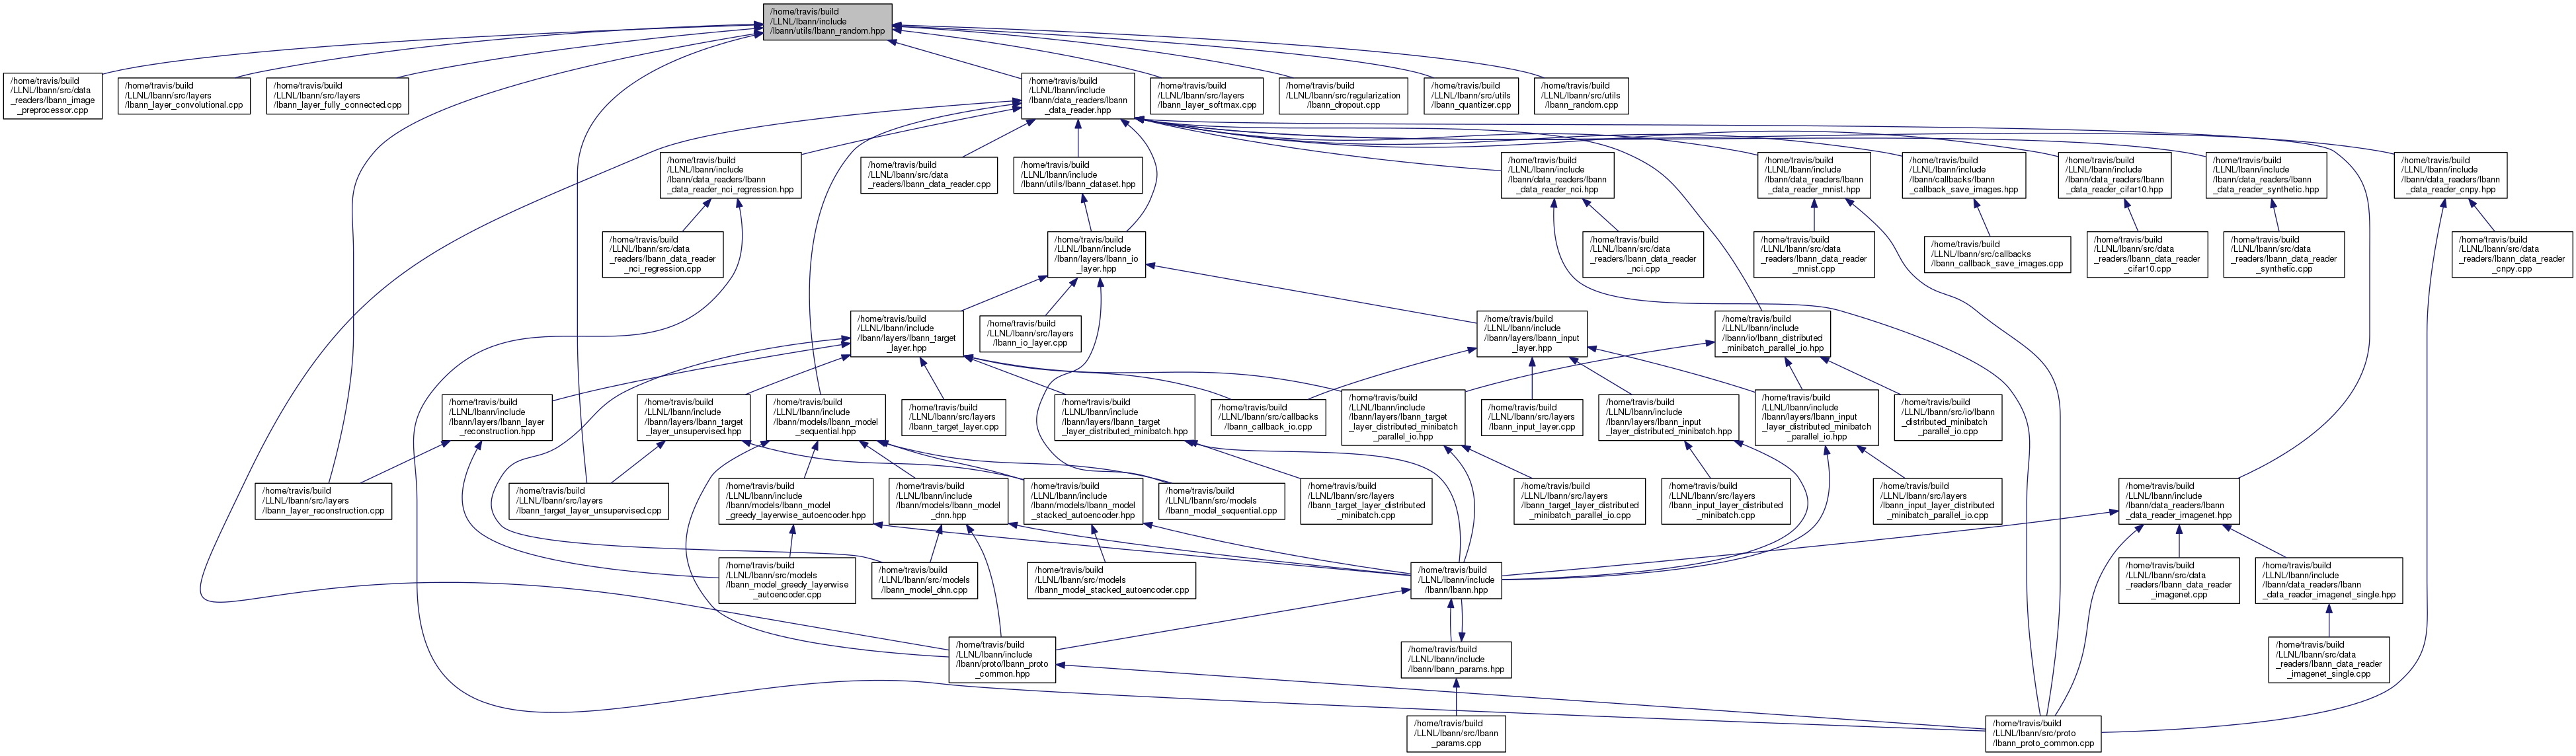 /home/travis/build
/LLNL/lbann/include
/lbann/utils/lbann_random.hpp
/home/travis/build
/LLNL/lbann/src/data
_readers/lbann_image
_preprocessor.cpp
/home/travis/build
/LLNL/lbann/src/layers
/lbann_layer_convolutional.cpp
/home/travis/build
/LLNL/lbann/src/layers
/lbann_layer_fully_connected.cpp
/home/travis/build
/LLNL/lbann/include
/lbann/data_readers/lbann
_data_reader.hpp
/home/travis/build
/LLNL/lbann/src/layers
/lbann_layer_softmax.cpp
/home/travis/build
/LLNL/lbann/src/regularization
/lbann_dropout.cpp
/home/travis/build
/LLNL/lbann/src/utils
/lbann_quantizer.cpp
/home/travis/build
/LLNL/lbann/src/utils
/lbann_random.cpp
/home/travis/build
/LLNL/lbann/include
/lbann/data_readers/lbann
_data_reader_nci_regression.hpp
/home/travis/build
/LLNL/lbann/src/data
_readers/lbann_data_reader.cpp
/home/travis/build
/LLNL/lbann/include
/lbann/utils/lbann_dataset.hpp
/home/travis/build
/LLNL/lbann/include
/lbann/data_readers/lbann
_data_reader_nci.hpp
/home/travis/build
/LLNL/lbann/include
/lbann/data_readers/lbann
_data_reader_mnist.hpp
/home/travis/build
/LLNL/lbann/include
/lbann/callbacks/lbann
_callback_save_images.hpp
/home/travis/build
/LLNL/lbann/include
/lbann/data_readers/lbann
_data_reader_cifar10.hpp
/home/travis/build
/LLNL/lbann/include
/lbann/data_readers/lbann
_data_reader_synthetic.hpp
/home/travis/build
/LLNL/lbann/include
/lbann/data_readers/lbann
_data_reader_cnpy.hpp
/home/travis/build
/LLNL/lbann/src/data
_readers/lbann_data_reader
_nci_regression.cpp
/home/travis/build
/LLNL/lbann/include
/lbann/layers/lbann_io
_layer.hpp
/home/travis/build
/LLNL/lbann/src/data
_readers/lbann_data_reader
_nci.cpp
/home/travis/build
/LLNL/lbann/src/data
_readers/lbann_data_reader
_mnist.cpp
/home/travis/build
/LLNL/lbann/src/callbacks
/lbann_callback_save_images.cpp
/home/travis/build
/LLNL/lbann/src/data
_readers/lbann_data_reader
_cifar10.cpp
/home/travis/build
/LLNL/lbann/src/data
_readers/lbann_data_reader
_synthetic.cpp
/home/travis/build
/LLNL/lbann/src/data
_readers/lbann_data_reader
_cnpy.cpp
/home/travis/build
/LLNL/lbann/include
/lbann/layers/lbann_target
_layer.hpp
/home/travis/build
/LLNL/lbann/src/layers
/lbann_io_layer.cpp
/home/travis/build
/LLNL/lbann/include
/lbann/layers/lbann_input
_layer.hpp
/home/travis/build
/LLNL/lbann/include
/lbann/io/lbann_distributed
_minibatch_parallel_io.hpp
/home/travis/build
/LLNL/lbann/include
/lbann/layers/lbann_layer
_reconstruction.hpp
/home/travis/build
/LLNL/lbann/include
/lbann/layers/lbann_target
_layer_unsupervised.hpp
/home/travis/build
/LLNL/lbann/include
/lbann/models/lbann_model
_sequential.hpp
/home/travis/build
/LLNL/lbann/src/layers
/lbann_target_layer.cpp
/home/travis/build
/LLNL/lbann/include
/lbann/layers/lbann_target
_layer_distributed_minibatch.hpp
/home/travis/build
/LLNL/lbann/src/callbacks
/lbann_callback_io.cpp
/home/travis/build
/LLNL/lbann/include
/lbann/layers/lbann_target
_layer_distributed_minibatch
_parallel_io.hpp
/home/travis/build
/LLNL/lbann/src/layers
/lbann_input_layer.cpp
/home/travis/build
/LLNL/lbann/include
/lbann/layers/lbann_input
_layer_distributed_minibatch.hpp
/home/travis/build
/LLNL/lbann/include
/lbann/layers/lbann_input
_layer_distributed_minibatch
_parallel_io.hpp
/home/travis/build
/LLNL/lbann/src/io/lbann
_distributed_minibatch
_parallel_io.cpp
/home/travis/build
/LLNL/lbann/src/layers
/lbann_layer_reconstruction.cpp
/home/travis/build
/LLNL/lbann/src/layers
/lbann_target_layer_unsupervised.cpp
/home/travis/build
/LLNL/lbann/include
/lbann/models/lbann_model
_greedy_layerwise_autoencoder.hpp
/home/travis/build
/LLNL/lbann/include
/lbann/models/lbann_model
_dnn.hpp
/home/travis/build
/LLNL/lbann/include
/lbann/models/lbann_model
_stacked_autoencoder.hpp
/home/travis/build
/LLNL/lbann/src/models
/lbann_model_sequential.cpp
/home/travis/build
/LLNL/lbann/src/layers
/lbann_target_layer_distributed
_minibatch.cpp
/home/travis/build
/LLNL/lbann/src/layers
/lbann_target_layer_distributed
_minibatch_parallel_io.cpp
/home/travis/build
/LLNL/lbann/src/layers
/lbann_input_layer_distributed
_minibatch.cpp
/home/travis/build
/LLNL/lbann/src/layers
/lbann_input_layer_distributed
_minibatch_parallel_io.cpp
/home/travis/build
/LLNL/lbann/include
/lbann/data_readers/lbann
_data_reader_imagenet.hpp
/home/travis/build
/LLNL/lbann/src/models
/lbann_model_greedy_layerwise
_autoencoder.cpp
/home/travis/build
/LLNL/lbann/src/models
/lbann_model_dnn.cpp
/home/travis/build
/LLNL/lbann/src/models
/lbann_model_stacked_autoencoder.cpp
/home/travis/build
/LLNL/lbann/include
/lbann/lbann.hpp
/home/travis/build
/LLNL/lbann/src/data
_readers/lbann_data_reader
_imagenet.cpp
/home/travis/build
/LLNL/lbann/include
/lbann/data_readers/lbann
_data_reader_imagenet_single.hpp
/home/travis/build
/LLNL/lbann/include
/lbann/proto/lbann_proto
_common.hpp
/home/travis/build
/LLNL/lbann/include
/lbann/lbann_params.hpp
/home/travis/build
/LLNL/lbann/src/data
_readers/lbann_data_reader
_imagenet_single.cpp
/home/travis/build
/LLNL/lbann/src/lbann
_params.cpp
/home/travis/build
/LLNL/lbann/src/proto
/lbann_proto_common.cpp